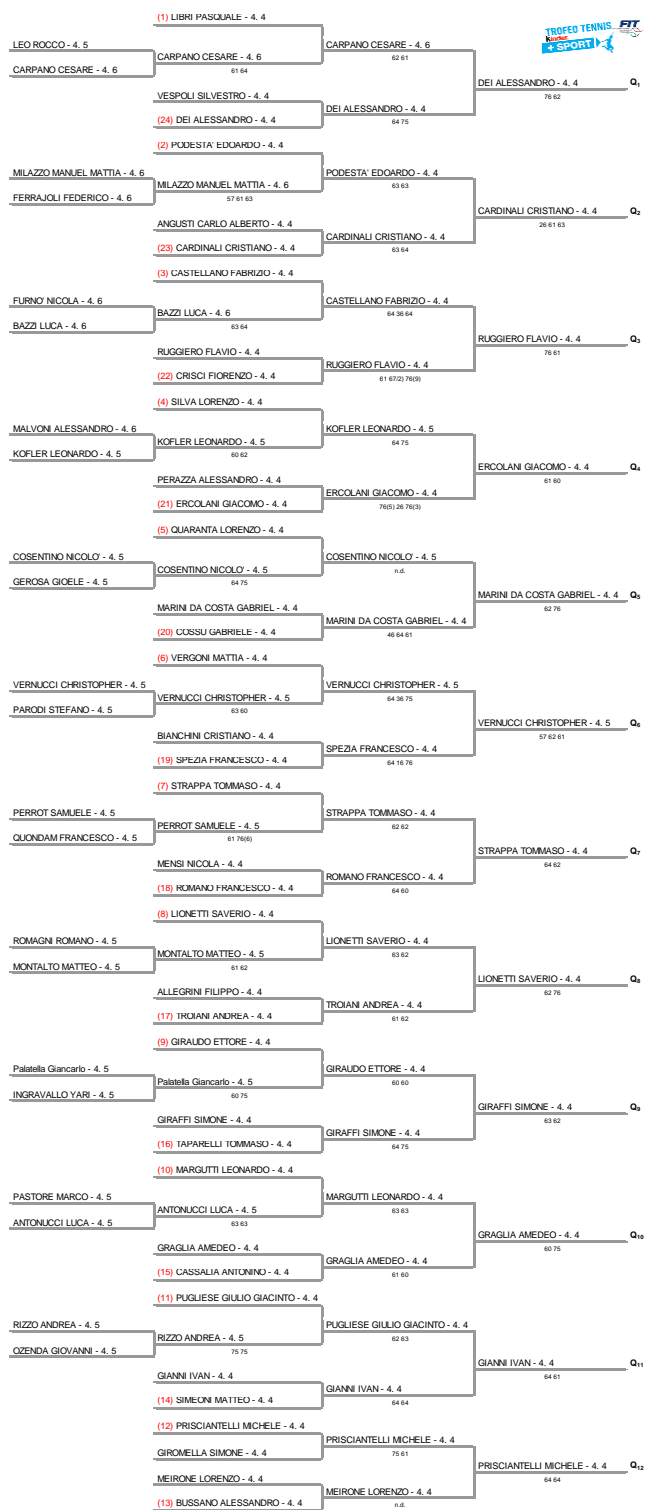 (1) LIBRI PASQUALE - 4. 4
TROFEO TENNIS
FIT
Kinder
+ SPORT
LEO ROCCO - 4. 5
CARPANO CESARE - 4. 6
CARPANO CESARE - 4. 6
62 61
CARPANO CESARE - 4. 6
61 64
DEI ALESSANDRO - 4. 4
76 62
Q1
VESPOLI SILVESTRO - 4. 4
DEI ALESSANDRO - 4. 4
64 75
(24) DEI ALESSANDRO - 4. 4
(2) PODESTA' EDOARDO - 4. 4
MILAZZO MANUEL MATTIA - 4. 6
PODESTA' EDOARDO - 4. 4
63 63
MILAZZO MANUEL MATTIA - 4. 6
57 61 63
FERRAJOLI FEDERICO - 4. 6
CARDINALI CRISTIANO - 4. 4
26 61 63
Q2
ANGUSTI CARLO ALBERTO - 4. 4
CARDINALI CRISTIANO - 4. 4
63 64
(23) CARDINALI CRISTIANO - 4. 4
(3) CASTELLANO FABRIZIO - 4. 4
FURNO' NICOLA - 4. 6
CASTELLANO FABRIZIO - 4. 4
64 36 64
BAZZI LUCA - 4. 6
63 64
BAZZI LUCA - 4. 6
RUGGIERO FLAVIO - 4. 4
76 61
Q3
RUGGIERO FLAVIO - 4. 4
RUGGIERO FLAVIO - 4. 4
61 67/2) 76(9)
(22) CRISCI FIORENZO - 4. 4
(4) SILVA LORENZO - 4. 4
MALVONI ALESSANDRO - 4. 6
KOFLER LEONARDO - 4. 5
64 75
KOFLER LEONARDO - 4. 5
60 62
KOFLER LEONARDO - 4. 5
ERCOLANI GIACOMO - 4. 4
61 60
Q4
PERAZZA ALESSANDRO - 4. 4
ERCOLANI GIACOMO - 4. 4
76(5) 26 76(3)
(21) ERCOLANI GIACOMO - 4. 4
(5) QUARANTA LORENZO - 4. 4
COSENTINO NICOLO' - 4. 5
COSENTINO NICOLO' - 4. 5
n.d.
COSENTINO NICOLO' - 4. 5
64 75
GEROSA GIOELE - 4. 5
MARINI DA COSTA GABRIEL - 4. 4
62 76
Q5
MARINI DA COSTA GABRIEL - 4. 4
MARINI DA COSTA GABRIEL - 4. 4
46 64 61
(20) COSSU GABRIELE - 4. 4
(6) VERGONI MATTIA - 4. 4
VERNUCCI CHRISTOPHER - 4. 5
VERNUCCI CHRISTOPHER - 4. 5
64 36 75
VERNUCCI CHRISTOPHER - 4. 5
63 60
PARODI STEFANO - 4. 5
VERNUCCI CHRISTOPHER - 4. 5
57 62 61
Q6
BIANCHINI CRISTIANO - 4. 4
SPEZIA FRANCESCO - 4. 4
64 16 76
(19) SPEZIA FRANCESCO - 4. 4
(7) STRAPPA TOMMASO - 4. 4
PERROT SAMUELE - 4. 5
STRAPPA TOMMASO - 4. 4
62 62
PERROT SAMUELE - 4. 5
61 76(6)
QUONDAM FRANCESCO - 4. 5
STRAPPA TOMMASO - 4. 4
64 62
Q7
MENSI NICOLA - 4. 4
ROMANO FRANCESCO - 4. 4
64 60
(18) ROMANO FRANCESCO - 4. 4
(8) LIONETTI SAVERIO - 4. 4
ROMAGNI ROMANO - 4. 5
LIONETTI SAVERIO - 4. 4
63 62
MONTALTO MATTEO - 4. 5
61 62
MONTALTO MATTEO - 4. 5
LIONETTI SAVERIO - 4. 4
62 76
Q8
ALLEGRINI FILIPPO - 4. 4
TROIANI ANDREA - 4. 4
61 62
(17) TROIANI ANDREA - 4. 4
(9) GIRAUDO ETTORE - 4. 4
Palatella Giancarlo - 4. 5
GIRAUDO ETTORE - 4. 4
60 60
Palatella Giancarlo - 4. 5
60 75
INGRAVALLO YARI - 4. 5
GIRAFFI SIMONE - 4. 4
63 62
Q9
GIRAFFI SIMONE - 4. 4
GIRAFFI SIMONE - 4. 4
64 75
(16) TAPARELLI TOMMASO - 4. 4
(10) MARGUTTI LEONARDO - 4. 4
PASTORE MARCO - 4. 5
MARGUTTI LEONARDO - 4. 4
63 63
ANTONUCCI LUCA - 4. 5
63 63
ANTONUCCI LUCA - 4. 5
GRAGLIA AMEDEO - 4. 4
60 75
Q10
GRAGLIA AMEDEO - 4. 4
GRAGLIA AMEDEO - 4. 4
61 60
(15) CASSALIA ANTONINO - 4. 4
(11) PUGLIESE GIULIO GIACINTO - 4. 4
RIZZO ANDREA - 4. 5
PUGLIESE GIULIO GIACINTO - 4. 4
62 63
RIZZO ANDREA - 4. 5
75 75
OZENDA GIOVANNI - 4. 5
GIANNI IVAN - 4. 4
64 61
Q11
GIANNI IVAN - 4. 4
GIANNI IVAN - 4. 4
64 64
(14) SIMEONI MATTEO - 4. 4
(12) PRISCIANTELLI MICHELE - 4. 4
PRISCIANTELLI MICHELE - 4. 4
75 61
GIROMELLA SIMONE - 4. 4
PRISCIANTELLI MICHELE - 4. 4
64 64
Q12
MEIRONE LORENZO - 4. 4
MEIRONE LORENZO - 4. 4
n.d.
(13) BUSSANO ALESSANDRO - 4. 4